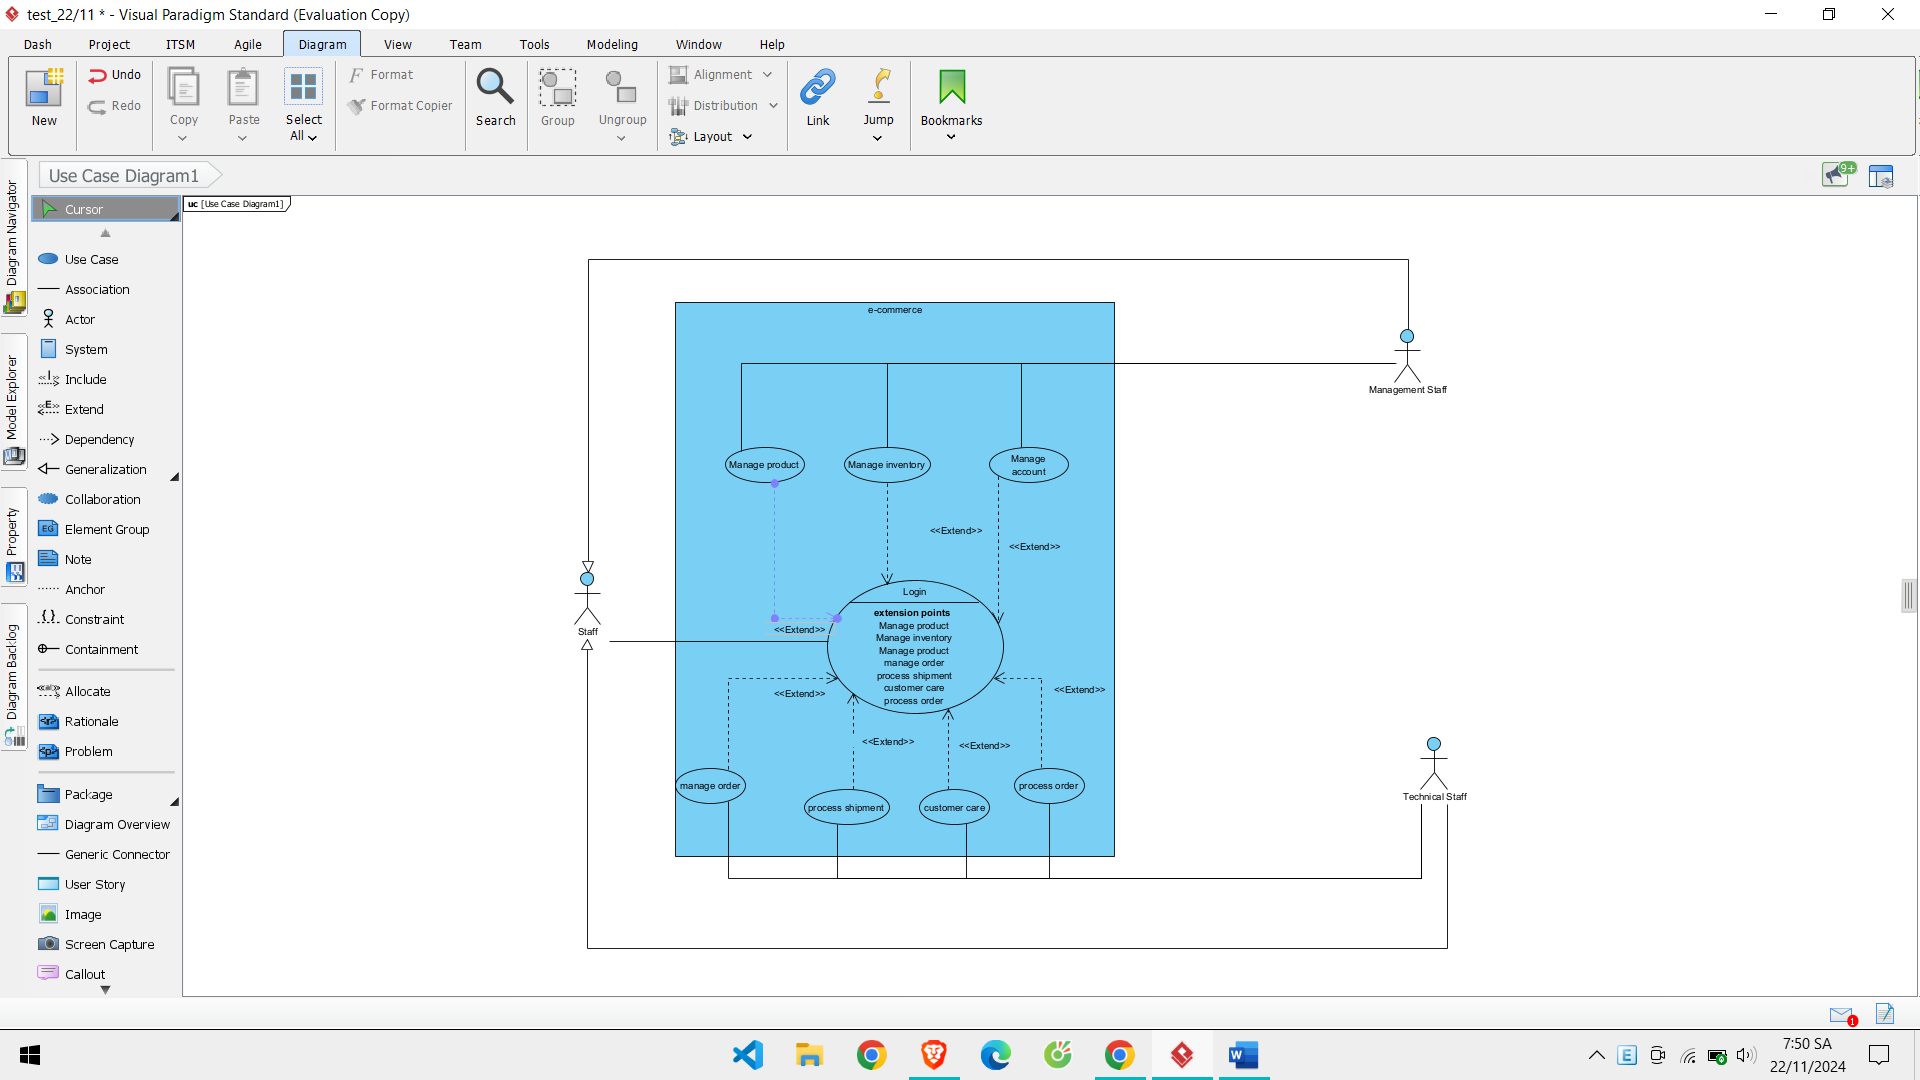 test_22/11 * - Visual Paradigm Standard (Evaluation Copy)
Dash Project ITSM Agile Diagram View Team Tools Modeling Window Help
New
Undo
Redo
Copy
Paste
Select
All
Format
Format Copier
Search
Group
Ungroup
Alignment
Distribution
Layout
Link
Jump
Bookmarks
Use Case Diagram1
9+
Diagram Navigator
Model Explorer
Property
Diagram Backlog
Cursor
Use Case
Association
Actor
System
Include
Extend
Dependency
Generalization
Collaboration
Element Group
Note
Anchor
Constraint
Containment
Allocate
Rationale
Problem
Package
Diagram Overview
Generic Connector
User Story
Image
Screen Capture
Callout
uc [Use Case Diagram1]
e-commerce
Management Staff
Manage product
Manage inventory
Manage
account
<<Extend>>
<<Extend>>
Staff
Login
extension points
Manage product
Manage inventory
Manage product
manage order
process shipment
customer care
process order
<<Extend>>
<<Extend>>
<<Extend>>
<<Extend>>
<<Extend>>
manage order
process shipment
customer care
process order
Technical Staff
1
7:50 SA
22/11/2024